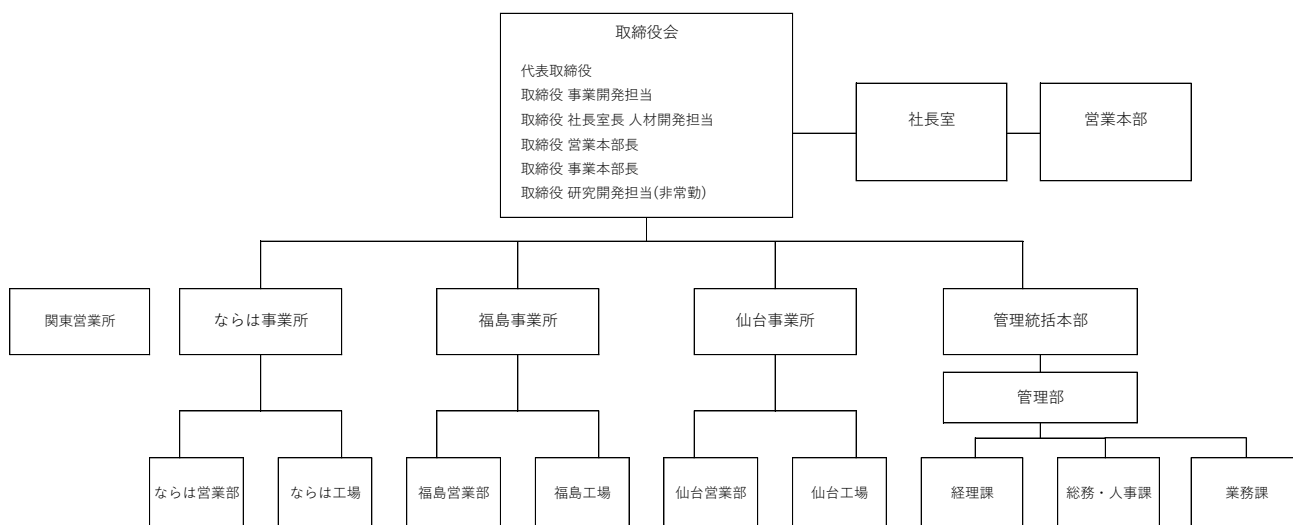 取締役会
代表取締役
取締役 事業開発担当
取締役 社長室長 人材開発担当
取締役 営業本部長
取締役 事業本部長
取締役 研究開発担当(非常勤)
社長室
営業本部
関東営業所
ならは事業所
福島事業所
仙台事業所
管理統括本部
管理部
ならは営業部
ならは工場
福島営業部
福島工場
仙台営業部
仙台工場
経理課
総務・人事課
業務課